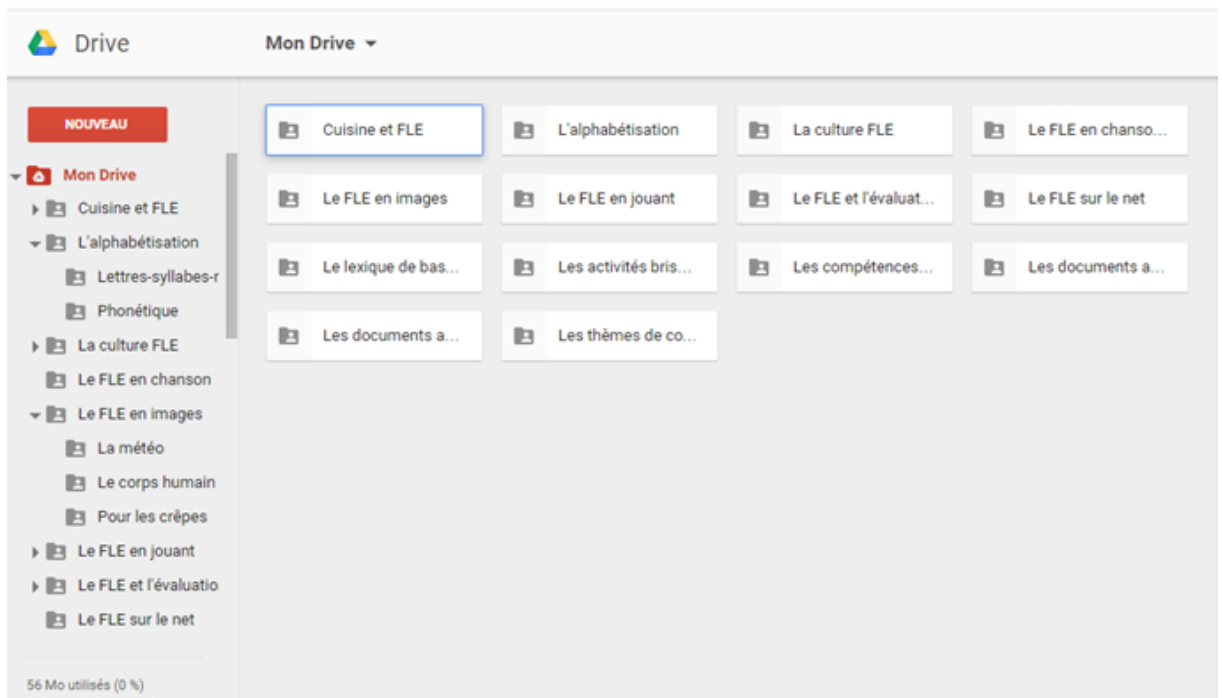 Drive
Mon Drive
NOUVEAU
Mon Drive
Cuisine et FLE
L'alphabétisation
Lettres-syllabes-r
Phonétique
La culture FLE
Le FLE en chanson
Le FLE en images
La météo
Le corps humain
Pour les crêpes
Le FLE en jouant
Le FLE et l'évaluatio
Le FLE sur le net
56 Mo utilisés (0 %)
Cuisine et FLE
L'alphabétisation
La culture FLE
Le FLE en chanso...
Le FLE en images
Le FLE en jouant
Le FLE et l'évaluat...
Le FLE sur le net
Le lexique de bas...
Les activités bris...
Les compétences...
Les documents a...
Les documents a...
Les thèmes de co...